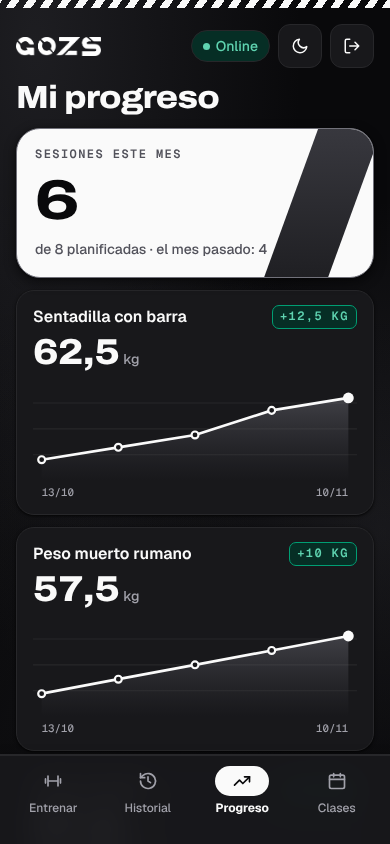 GOZS
Online
Mi progreso
SESIONES ESTE MES
6
de 8 planificadas · el mes pasado: 4
Sentadilla con barra
+12,5 KG
62,5 kg
13/10
10/11
Peso muerto rumano
+10 KG
57,5 kg
13/10
10/11
Entrenar
Historial
Progreso
Clases